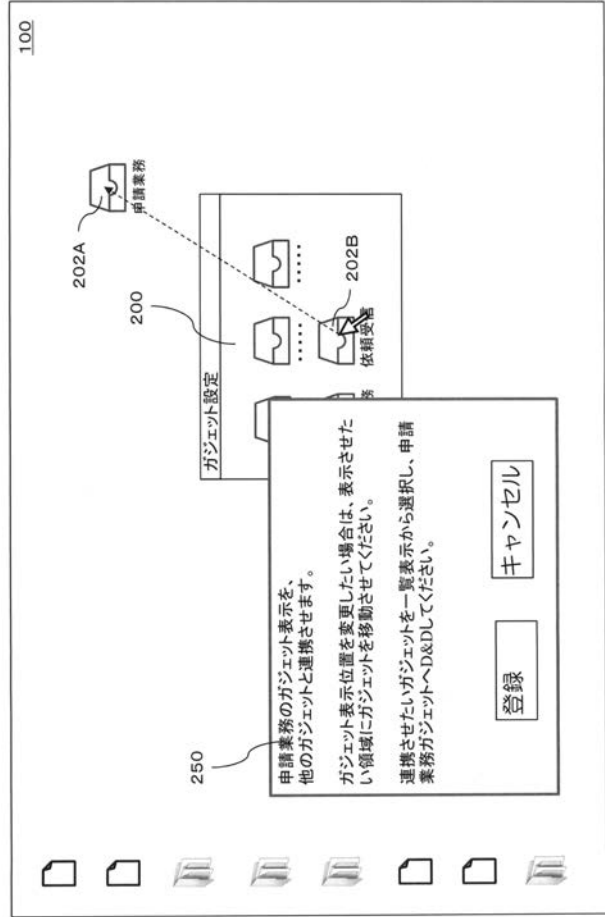 100
202A
申請業務
200
ガジェット設定
‥‥‥
‥‥‥
202B
依頼受信
務
250
申請業務のガジェット表示を、
他のガジェットと連携させます。
ガジェット表示位置を変更したい場合は、表示させた
い領域にガジェットを移動させてください。
連携させたいガジェットを一覧表示から選択し、申請
業務ガジェットへD&Dしてください。
登録
キャンセル